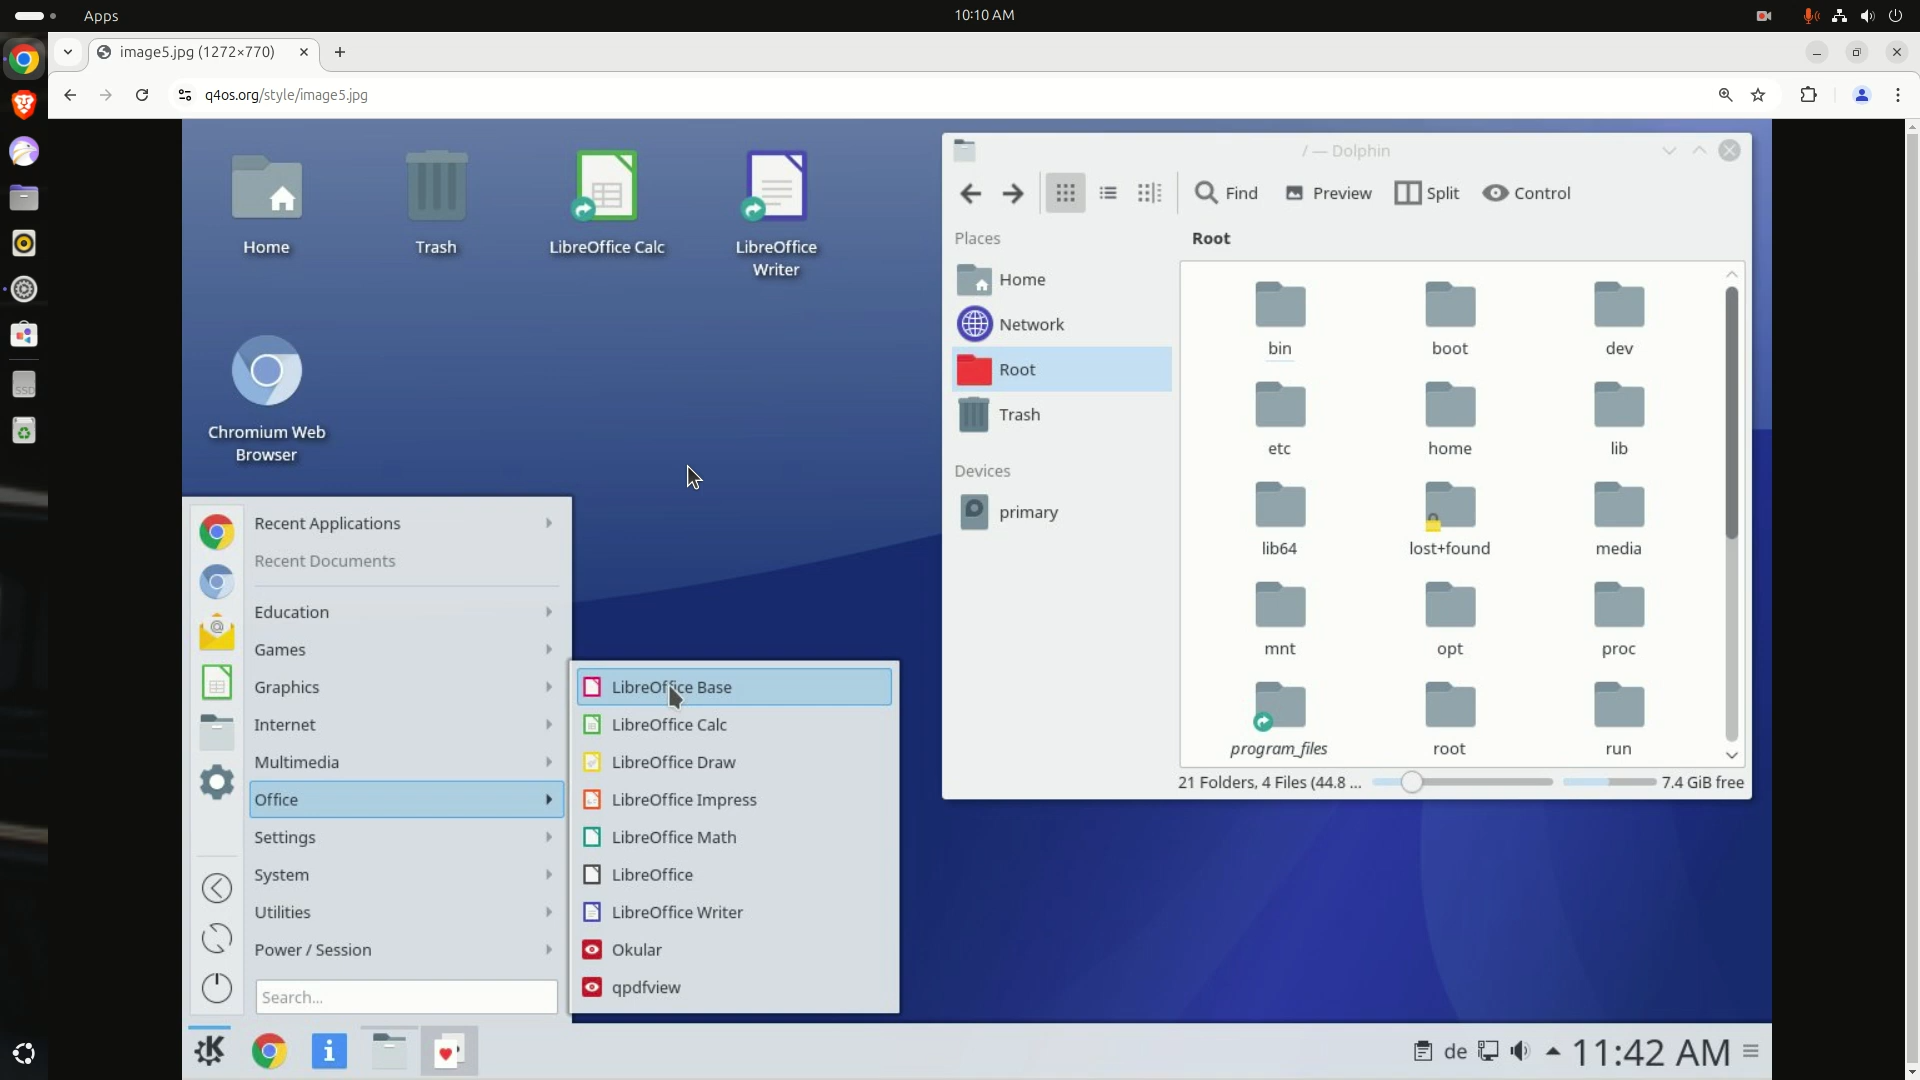 Apps
10:10 AM
image5.jpg (1272×770)
q4os.org/style/image5.jpg
Home
Trash
LibreOffice Calc
LibreOffice
Writer
Chromium Web
Browser
/ — Dolphin
Find
Preview
Split
Control
Places
Root
Home
Network
Root
Trash
Devices
primary
bin
boot
dev
etc
home
lib
lib64
lost+found
media
mnt
opt
proc
program_files
root
run
21 Folders, 4 Files (44.8 ...
7.4 GiB free
Recent Applications
Recent Documents
Education
Games
Graphics
Internet
Multimedia
Office
Settings
System
Utilities
Power / Session
Search...
LibreOffice Base
LibreOffice Calc
LibreOffice Draw
LibreOffice Impress
LibreOffice Math
LibreOffice
LibreOffice Writer
Okular
qpdfview
de
11:42 AM
SSD